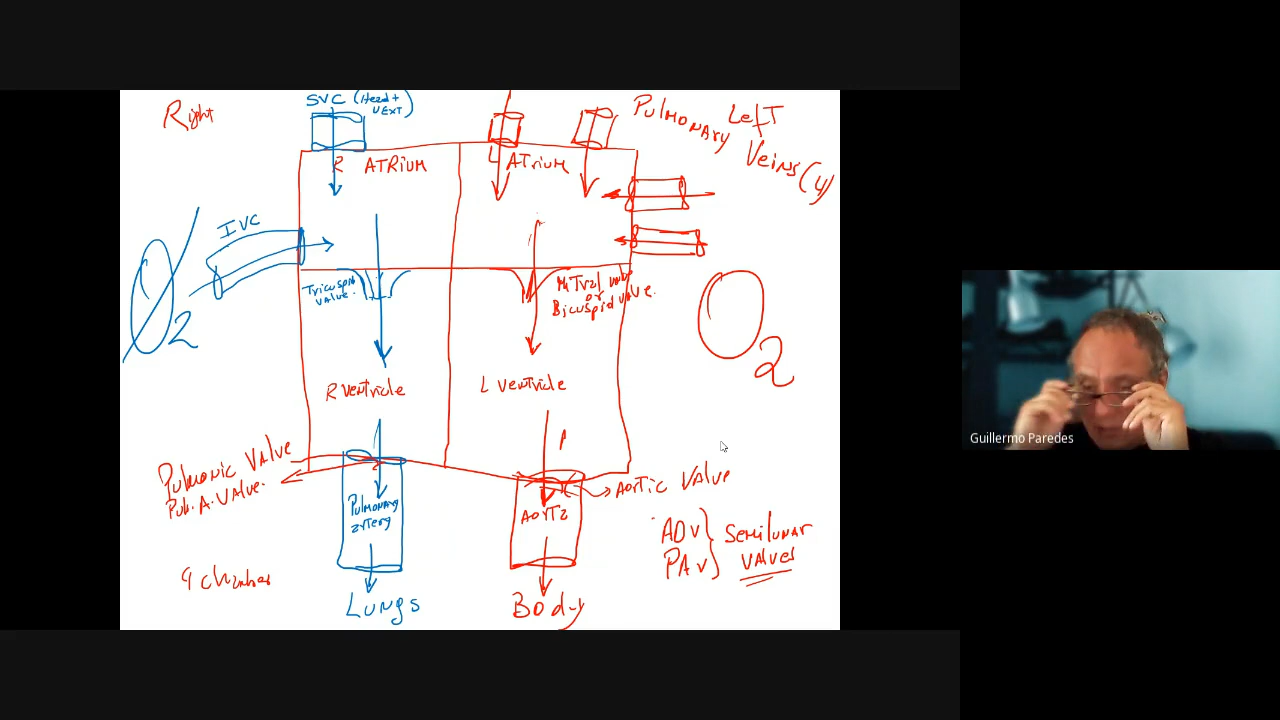 Right
SVC (Head +
U EXT)
PULMONARY
Veins (4)
LefT
R ATRium
L ATrium
IVC
O2
Tricuspid
valve.
MiTral valve
or
Bicuspid valve.
O2
R ventricle
L ventricle
Pulmonic Valve
Pul. A. Valve.
Pulmonary
artery
Aorta
Aortic Valve
AOV
PAV
Semilunar
Valves
4 chamber
Lungs
Body
Guillermo Paredes